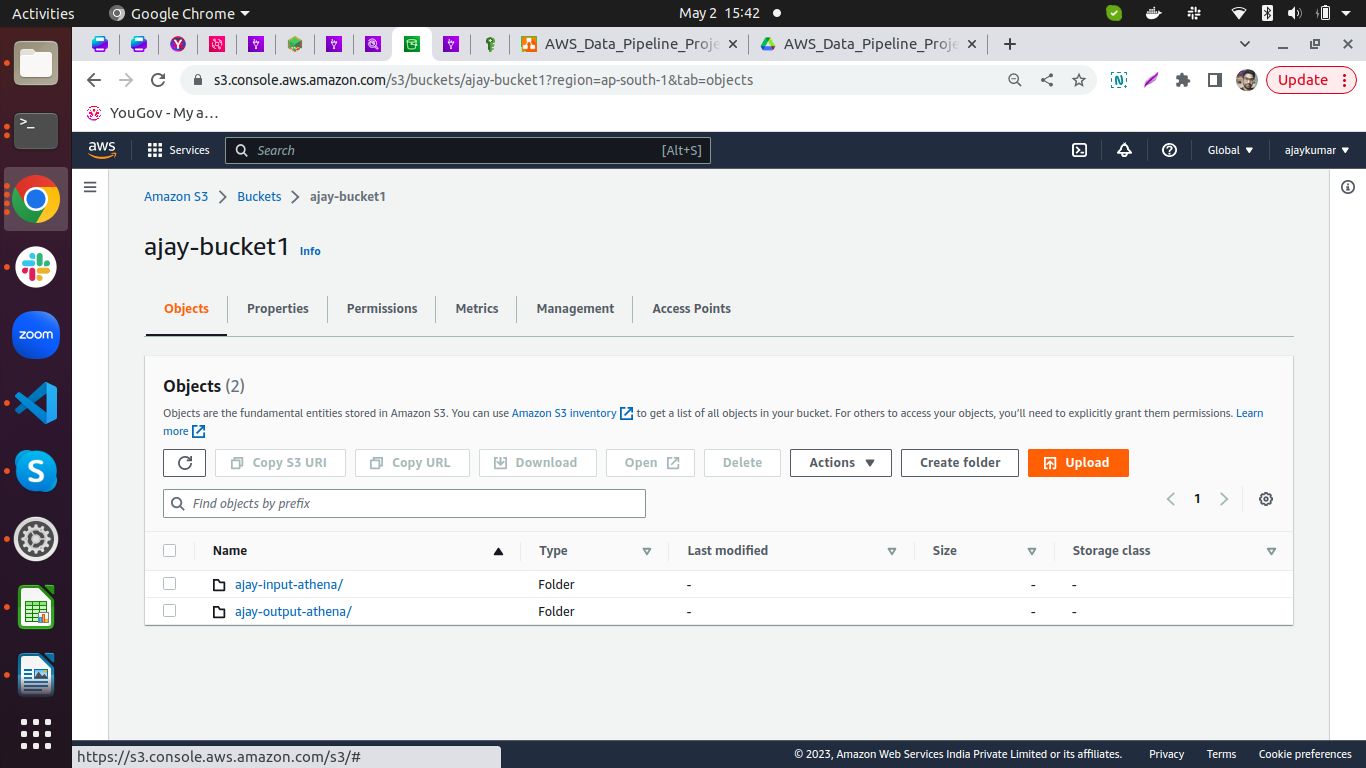 Activities Google Chrome May 2 15:42
AWS_Data_Pipeline_Proje AWS_Data_Pipeline_Proje
s3.console.aws.amazon.com/s3/buckets/ajay-bucket1?region=ap-south-1&tab=objects Update
YouGov - My a…
aws Services Search [Alt+S] Global ajaykumar
Amazon S3 Buckets ajay-bucket1
ajay-bucket1 Info
Objects Properties Permissions Metrics Management Access Points
Objects (2)
Objects are the fundamental entities stored in Amazon S3. You can use Amazon S3 inventory to get a list of all objects in your bucket. For others to access your objects, you'll need to explicitly grant them permissions. Learn
more
Copy S3 URI Copy URL Download Open Delete Actions Create folder Upload
Find objects by prefix 1
Name Type Last modified Size Storage class
ajay-input-athena/ Folder - - -
ajay-output-athena/ Folder - - -
zoom
© 2023, Amazon Web Services India Private Limited or its affiliates. Privacy Terms Cookie preferences
https://s3.console.aws.amazon.com/s3/#